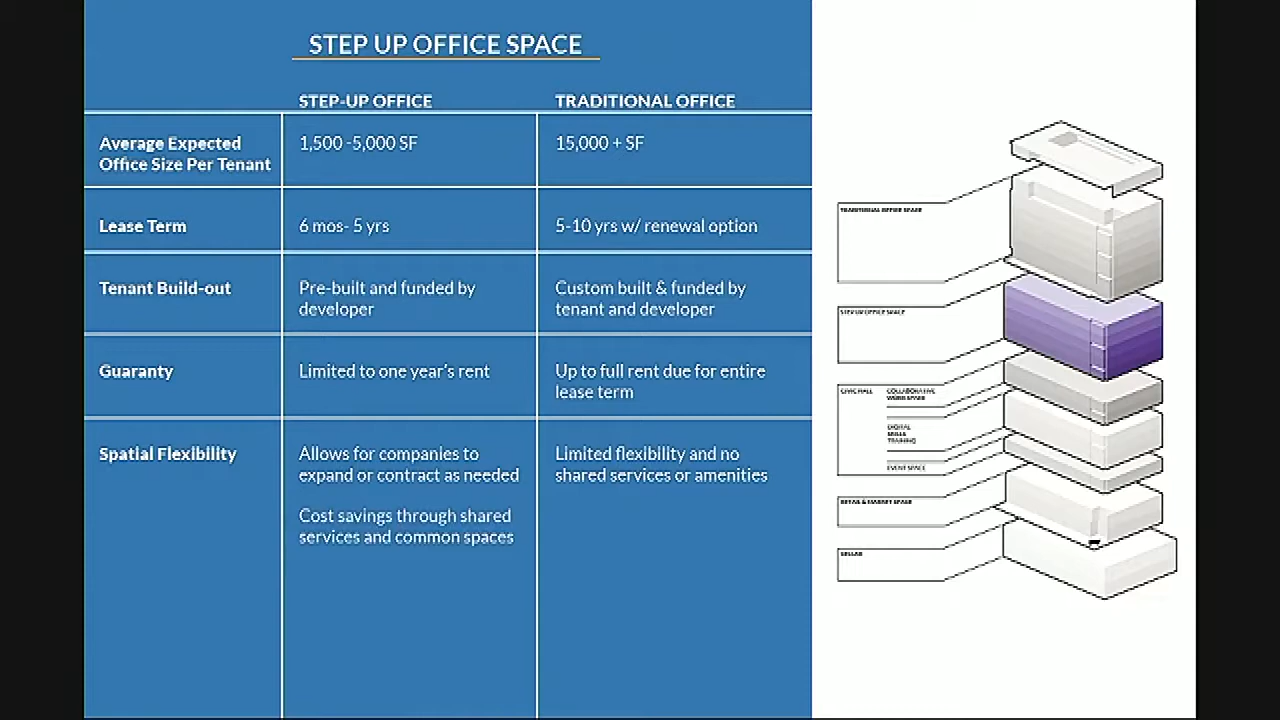 STEP UP OFFICE SPACE
STEP-UP OFFICE
TRADITIONAL OFFICE
Average Expected
Office Size Per Tenant
1,500 -5,000 SF
15,000 + SF
Lease Term
6 mos- 5 yrs
5-10 yrs w/ renewal option
Tenant Build-out
Pre-built and funded by
developer
Custom built & funded by
tenant and developer
Guaranty
Limited to one year's rent
Up to full rent due for entire
lease term
Spatial Flexibility
Allows for companies to
expand or contract as needed
Cost savings through shared
services and common spaces
Limited flexibility and no
shared services or amenities
TRADITIONAL OFFICE SPACE
STEP UP OFFICE SPACE
CIVIC HALL
COLLABORATIVE
WORK SPACE
DIGITAL
SKILLS
TRAINING
EVENT SPACE
RETAIL & MARKET SPACE
CELLAR